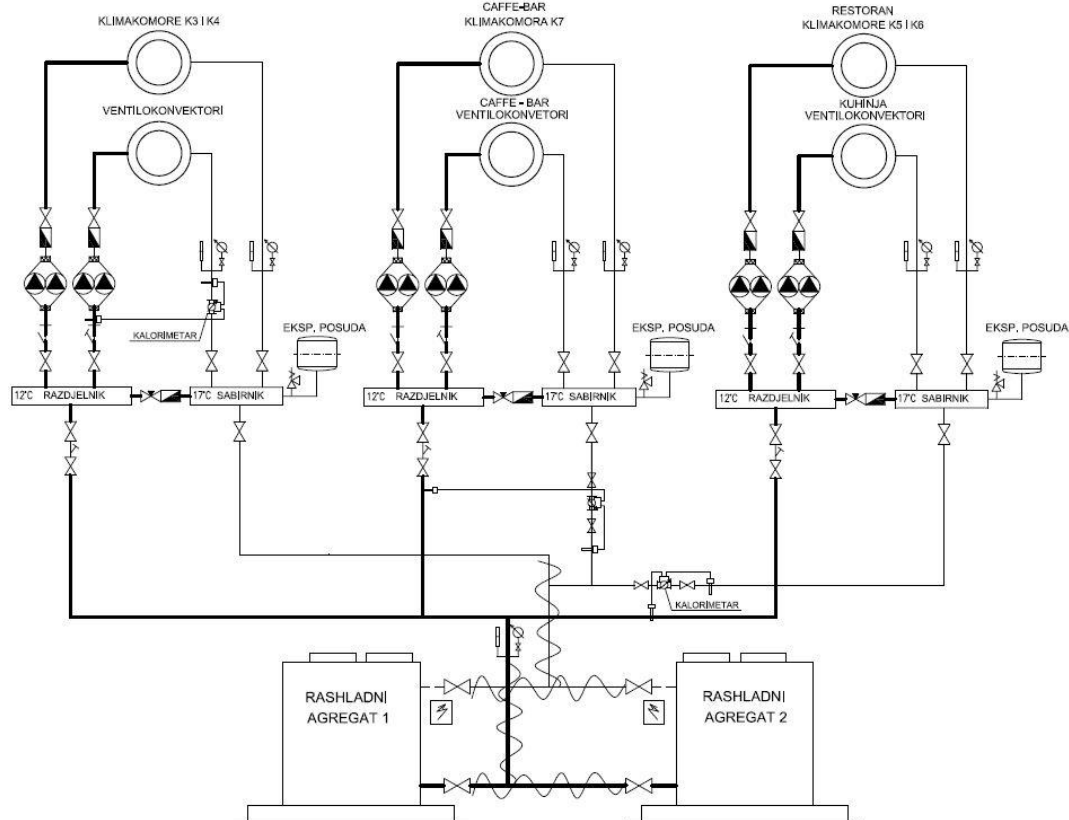 KLIMAKOMORE K3 I K4
CAFFE-BAR
KLIMAKOMORA K7
RESTORAN
KLIMAKOMORE K5 I K6
VENTILOKONVEKTORI
CAFFE - BAR
VENTILOKONVETORI
KUHINJA
VENTILOKONVEKTORI
KALORIMETAR
EKSP. POSUDA
EKSP. POSUDA
EKSP. POSUDA
12°C RAZDJELNIK
17°C SABIRNIK
12°C RAZDJELNIK
17°C SABIRNIK
12°C RAZDJELNIK
17°C SABIRNIK
KALORIMETAR
RASHLADNI
AGREGAT 1
RASHLADNI
AGREGAT 2